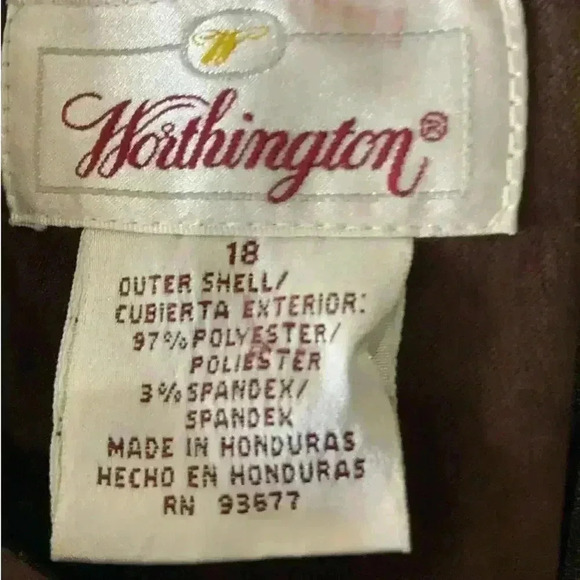 W
Worthington®
18
OUTER SHELL/
CUBIERTA EXTERIOR:
97% POLYESTER/
POLIESTER
3% SPANDEX/
SPANDEX
MADE IN HONDURAS
HECHO EN HONDURAS
RN 93677